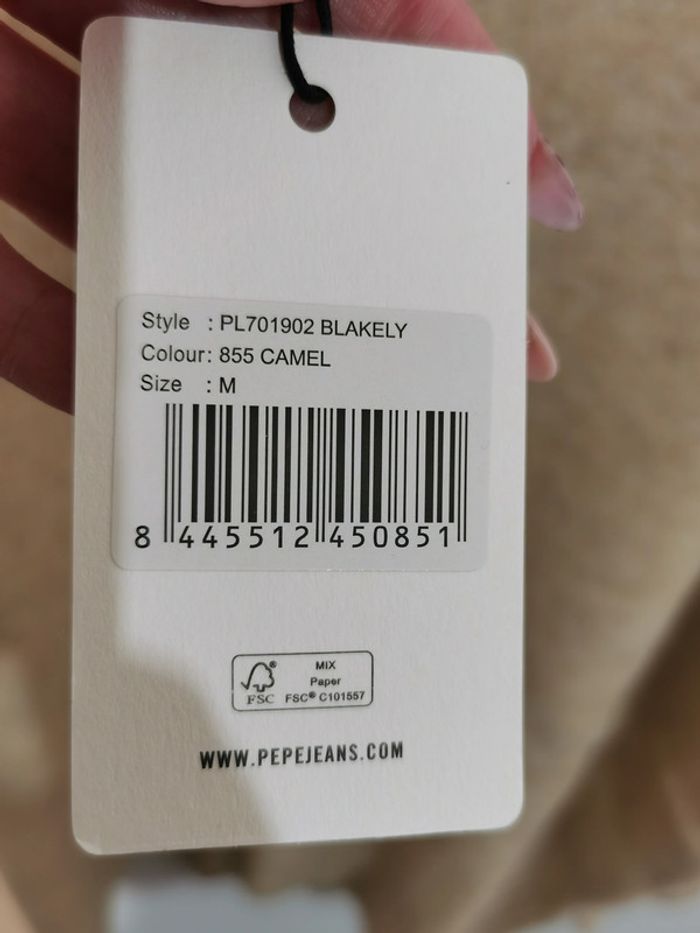 Style : PL701902 BLAKELY
Colour: 855 CAMEL
Size : M
8 445512 450851
MIX
Paper
FSC FSC® C101557
WWW.PEPEJEANS.COM